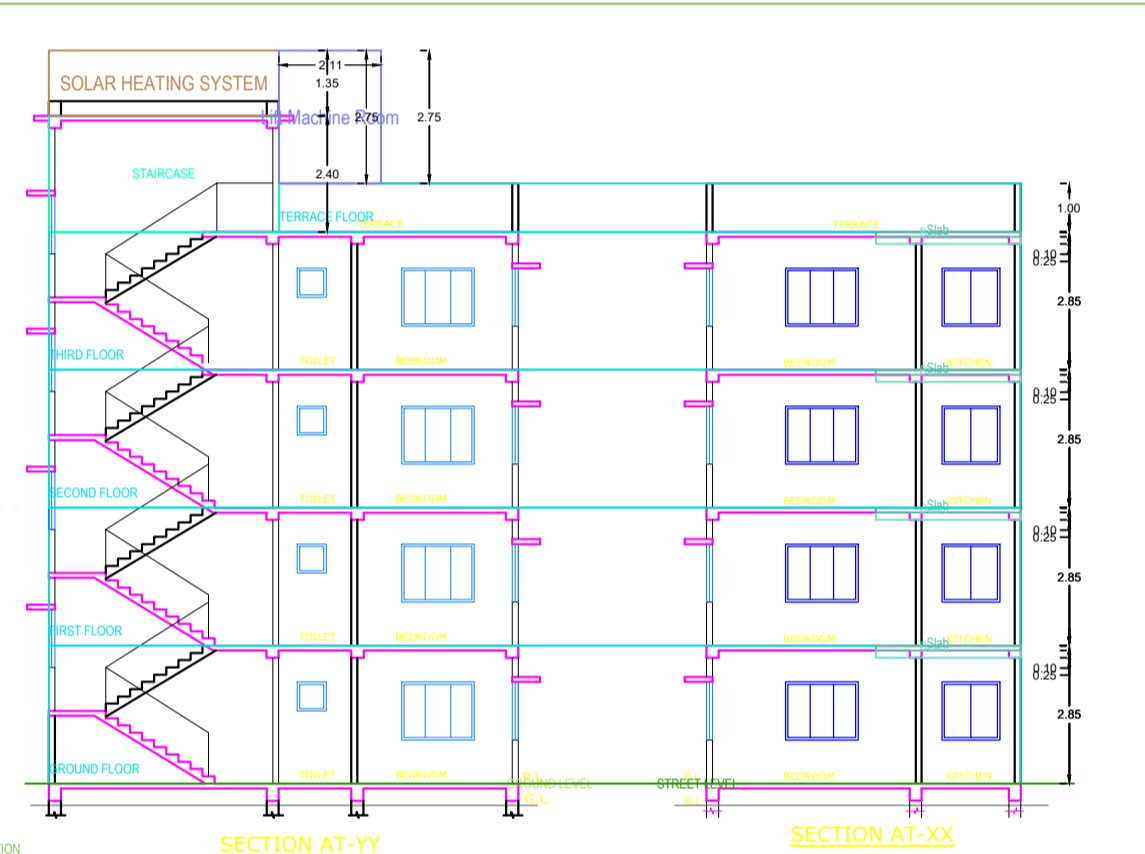 2.11
SOLAR HEATING SYSTEM
1.35
Lift Machine Room
2.75
2.75
STAIRCASE
2.40
TERRACE FLOOR
TERRACE
TERRACE
Slab
1.00
0.10
0.25
2.85
THIRD FLOOR
TOILET
BEDROOM
BEDROOM
KITCHEN
Slab
0.10
0.25
2.85
SECOND FLOOR
TOILET
BEDROOM
BEDROOM
KITCHEN
Slab
0.10
0.25
2.85
FIRST FLOOR
TOILET
BEDROOM
BEDROOM
KITCHEN
Slab
0.10
0.25
2.85
GROUND FLOOR
TOILET
BEDROOM
BEDROOM
KITCHEN
GROUND LEVEL
STREET LEVEL
G.L
G.L
SECTION AT-YY
SECTION AT-XX